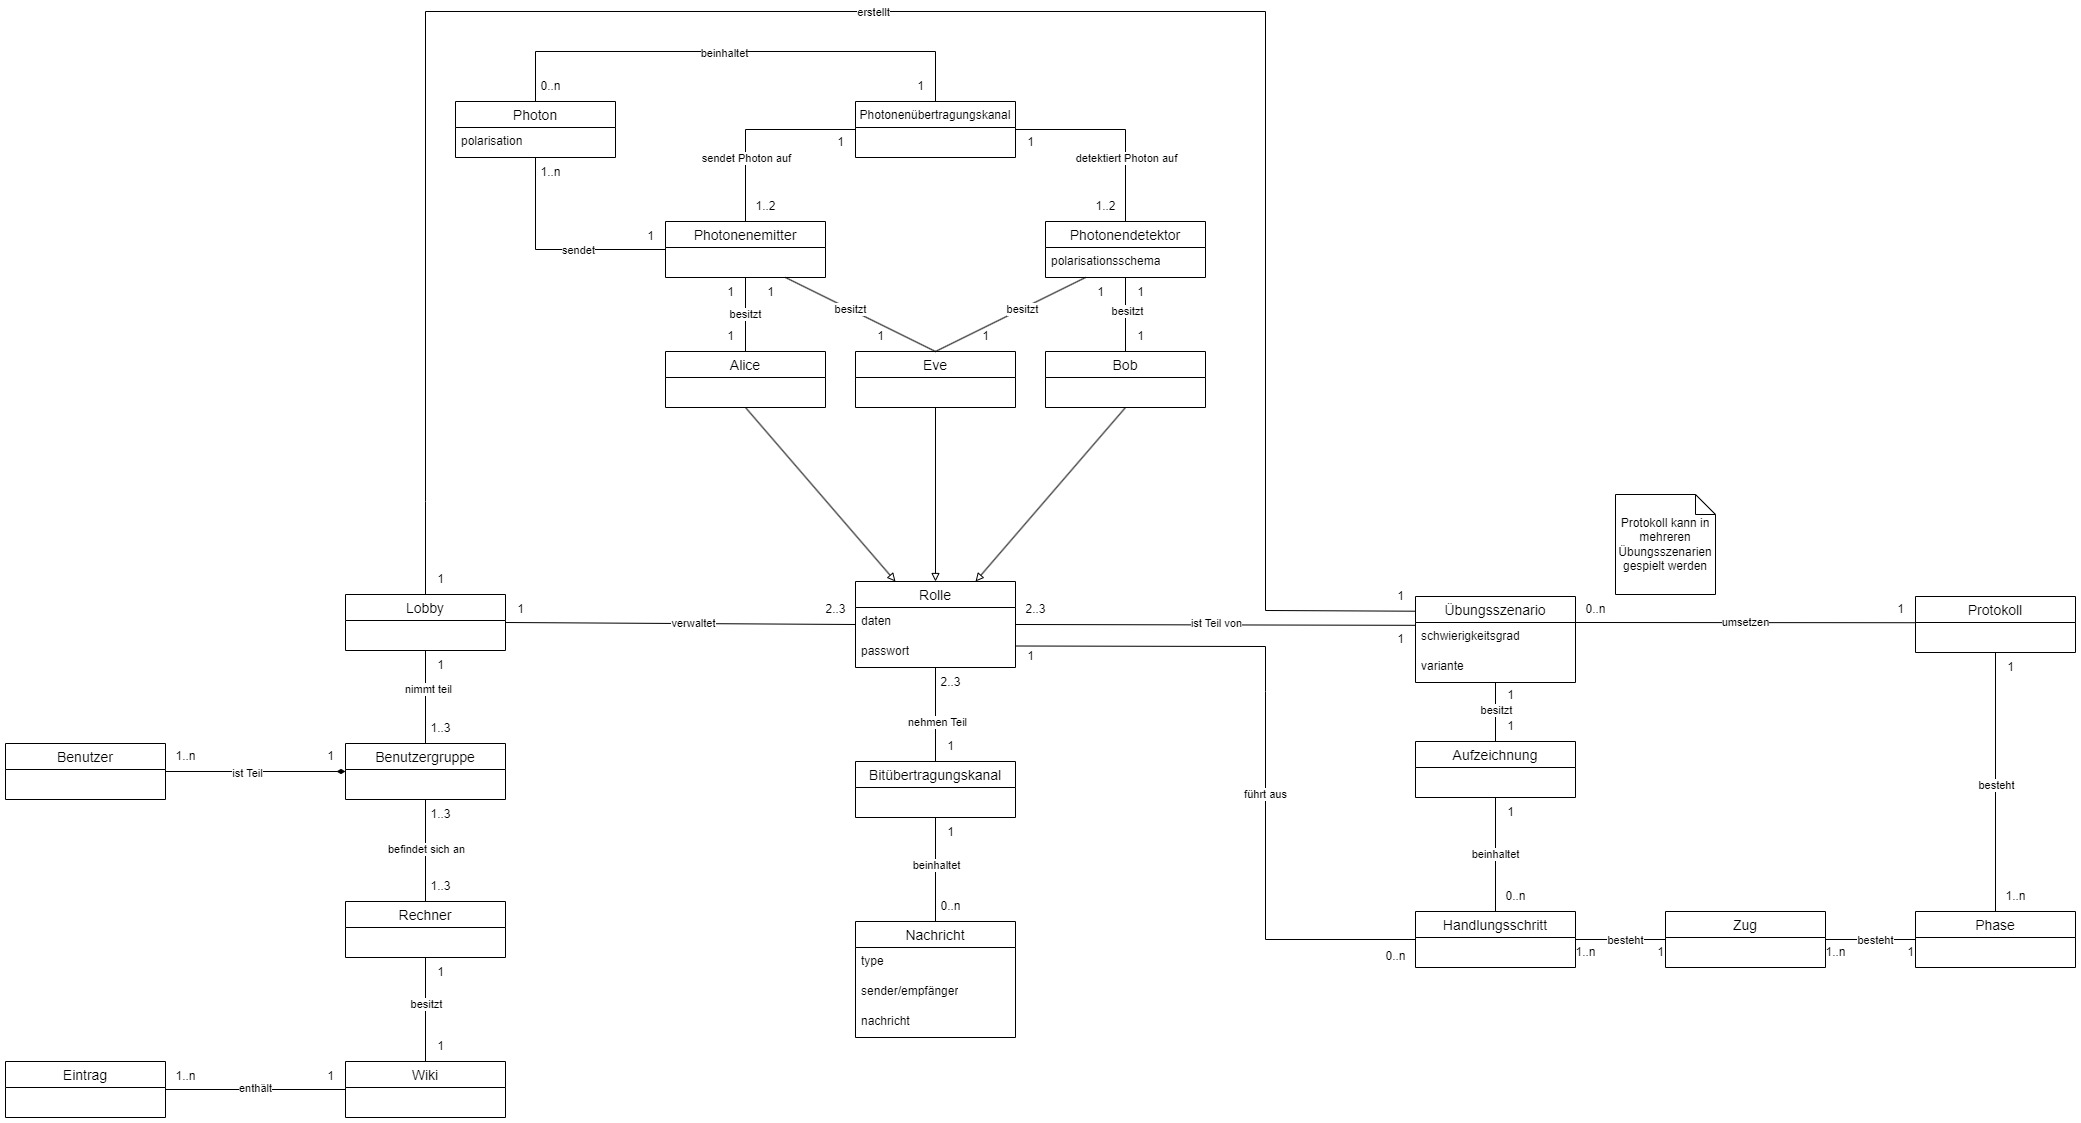 erstellt
beinhaltet
0..n
1
Photon
polarisation
Photonenübertragungskanal
1
1
sendet Photon auf
detektiert Photon auf
1..n
1..2
1..2
sendet
1
Photonenemitter
Photonendetektor
polarisationsschema
1
1
1
1
besitzt
besitzt
besitzt
besitzt
1
1
1
1
Alice
Eve
Bob
Protokoll kann in
mehreren
Übungsszenarien
gespielt werden
1
Lobby
1
verwaltet
2..3
Rolle
daten
passwort
2..3
ist Teil von
1
1
Übungsszenario
schwierigkeitsgrad
variante
0..n
umsetzen
1
Protokoll
1
1
nimmt teil
1..3
2..3
nehmen Teil
1
1
besitzt
1
1
Benutzer
1..n
ist Teil
1
Benutzergruppe
Bitübertragungskanal
Aufzeichnung
besteht
führt aus
1..3
befindet sich an
1..3
1
beinhaltet
0..n
1
beinhaltet
0..n
1..n
Rechner
Nachricht
type
sender/empfänger
nachricht
0..n
Handlungsschritt
1..n
besteht
1
Zug
1..n
besteht
1
Phase
1
besitzt
1
Eintrag
1..n
enthält
1
Wiki